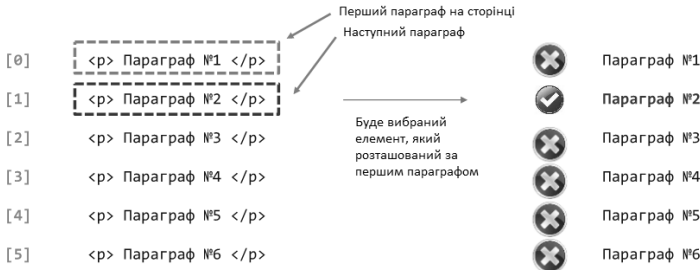 Перший параграф на сторінці
Наступний параграф
[0] <p> Параграф №1 </p> Параграф №1
[1] <p> Параграф №2 </p> Параграф №2
Буде вибраний
елемент, який
розташований за
першим параграфом
[2] <p> Параграф №3 </p> Параграф №3
[3] <p> Параграф №4 </p> Параграф №4
[4] <p> Параграф №5 </p> Параграф №5
[5] <p> Параграф №6 </p> Параграф №6